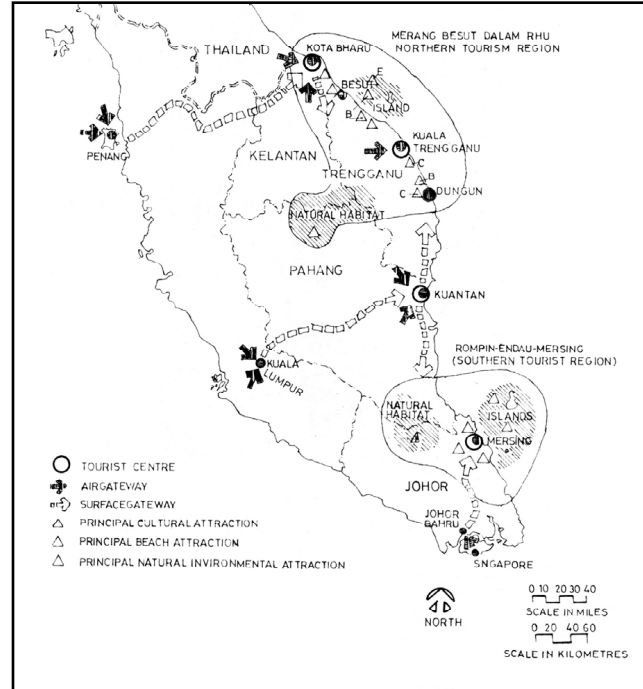 MERANG BESUT DALAM RHU
NORTHERN TOURISM REGION
THAILAND
KOTA BHARU
E
BESUT
ISLAND
B
PENANG
KUALA
TRENGGANU
KELANTAN
C
TRENGGANU
B
C
DUNGUN
NATURAL HABITAT
PAHANG
KUANTAN
ROMPIN-ENDAU-MERSING
(SOUTHERN TOURIST REGION)
KUALA
LUMPUR
NATURAL
HABITAT
ISLANDS
MERSING
TOURIST CENTRE
AIRGATEWAY
SURFACEGATEWAY
PRINCIPAL CULTURAL ATTRACTION
PRINCIPAL BEACH ATTRACTION
PRINCIPAL NATURAL INVIRONMENTAL ATTRACTION
JOHOR
JOHOR
BAHRU
SNGAPORE
NORTH
0 10 20 30 40
SCALE IN MILES
0 20 40 60
SCALE IN KILOMETRES